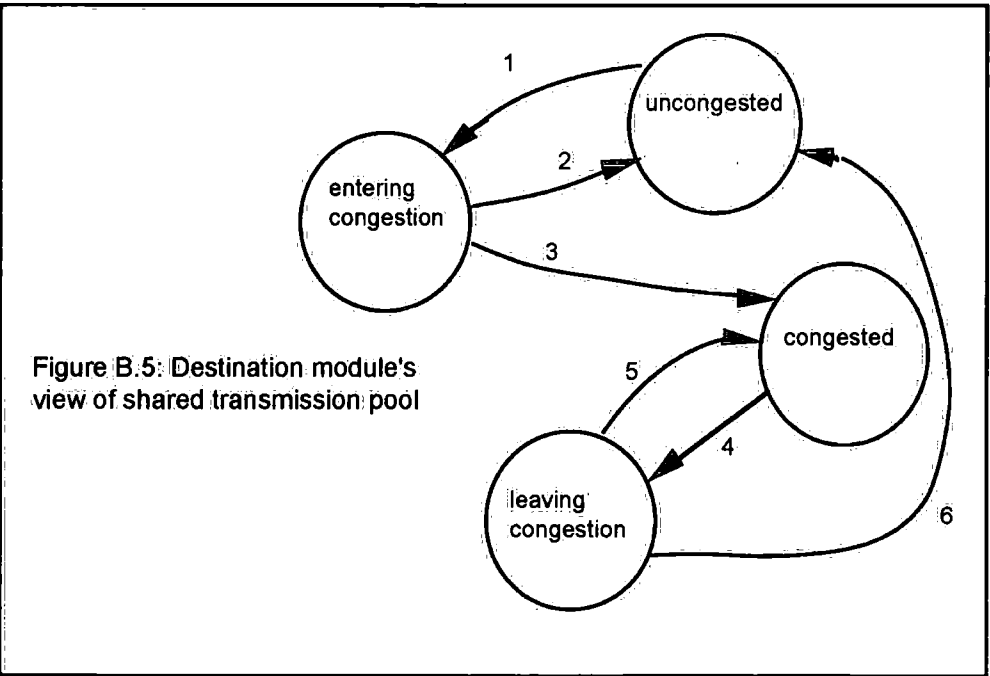 1
uncongested
2
entering
congestion
3
congested
Figure B.5: Destination module's
view of shared transmission pool
5
4
leaving
congestion
6